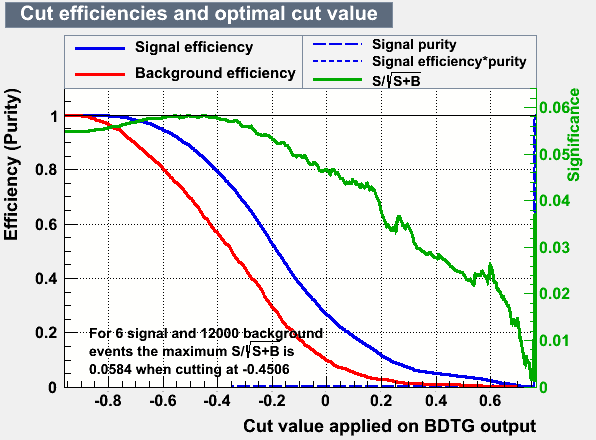 Cut efficiencies and optimal cut value
Signal efficiency
Background efficiency
Signal purity
Signal efficiency*purity
S/√S+B
Efficiency (Purity)
1
0.8
0.6
0.4
0.2
0
0.06
0.05
0.04
0.03
0.02
0.01
0
Significance
For 6 signal and 12000 background
events the maximum S/√S+B is
0.0584 when cutting at -0.4506
-0.8 -0.6 -0.4 -0.2 0 0.2 0.4 0.6
Cut value applied on BDTG output